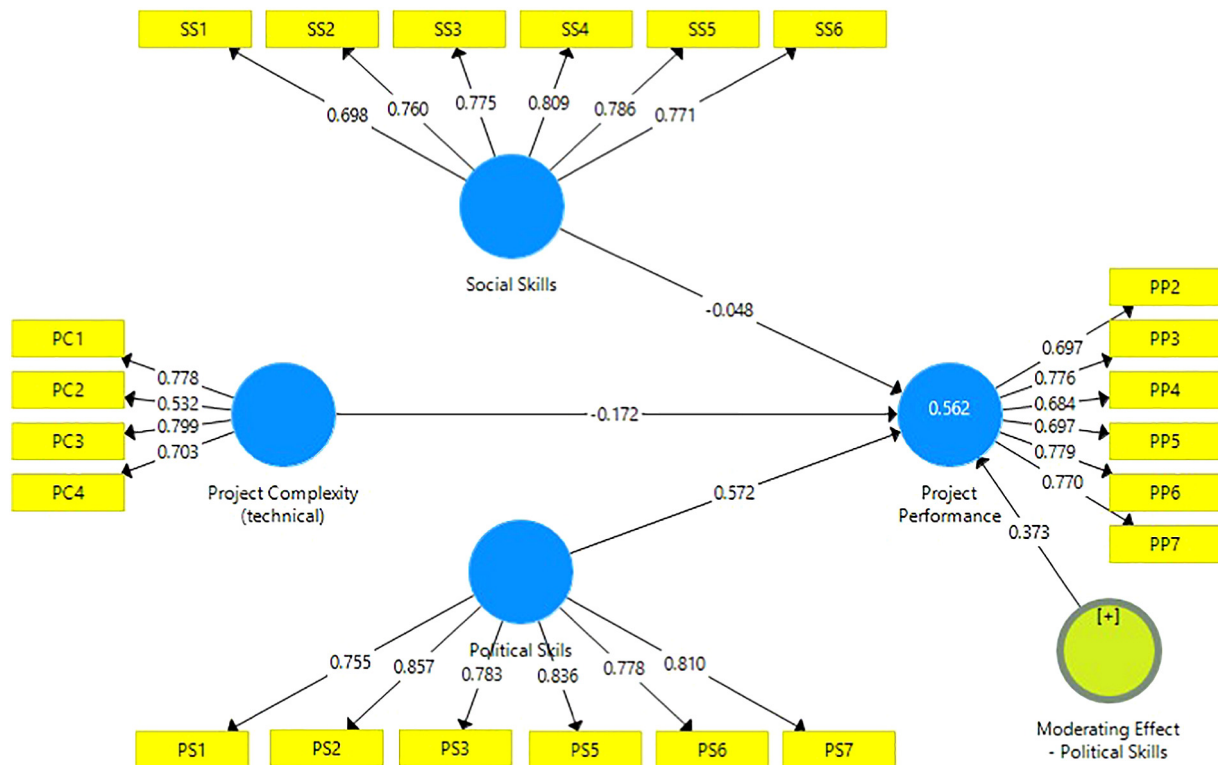 SS1 SS2 SS3 SS4 SS5 SS6
0.698 0.760 0.775 0.809 0.786 0.771
Social Skills
-0.048
PC1
PC2
PC3
PC4
0.778
0.532
0.799
0.703
Project Complexity
(technical)
-0.172
0.562
Project
Performance
PP2
PP3
PP4
PP5
PP6
PP7
0.697
0.776
0.684
0.697
0.779
0.770
0.572
0.373
Political Skils
0.755 0.857 0.783 0.836 0.778 0.810
PS1 PS2 PS3 PS5 PS6 PS7
[+]
Moderating Effect
- Political Skills